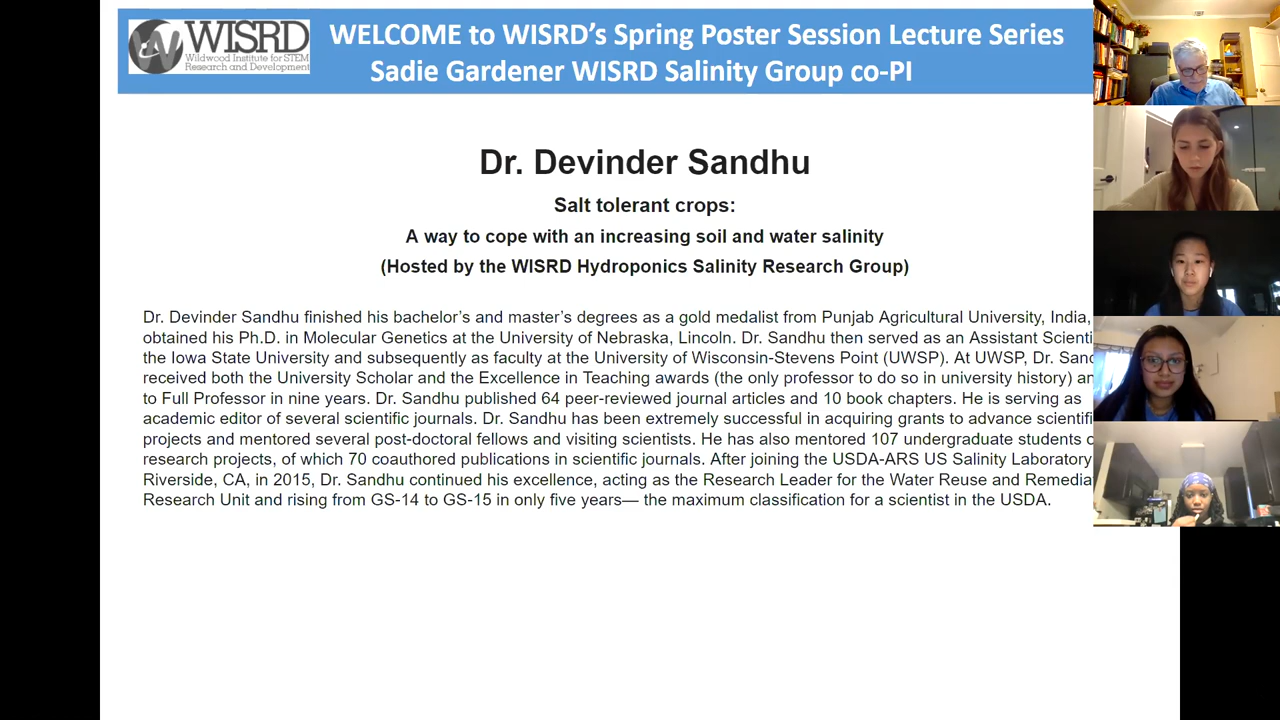 WISRD
Wildwood Institute for STEM
Research and Development
WELCOME to WISRD's Spring Poster Session Lecture Series
Sadie Gardener WISRD Salinity Group co-PI
Dr. Devinder Sandhu
Salt tolerant crops:
A way to cope with an increasing soil and water salinity
(Hosted by the WISRD Hydroponics Salinity Research Group)
Dr. Devinder Sandhu finished his bachelor's and master's degrees as a gold medalist from Punjab Agricultural University, India,
obtained his Ph.D. in Molecular Genetics at the University of Nebraska, Lincoln. Dr. Sandhu then served as an Assistant Scienti
the Iowa State University and subsequently as faculty at the University of Wisconsin-Stevens Point (UWSP). At UWSP, Dr. Sand
received both the University Scholar and the Excellence in Teaching awards (the only professor to do so in university history) an
to Full Professor in nine years. Dr. Sandhu published 64 peer-reviewed journal articles and 10 book chapters. He is serving as
academic editor of several scientific journals. Dr. Sandhu has been extremely successful in acquiring grants to advance scientifi
projects and mentored several post-doctoral fellows and visiting scientists. He has also mentored 107 undergraduate students
research projects, of which 70 coauthored publications in scientific journals. After joining the USDA-ARS US Salinity Laboratory
Riverside, CA, in 2015, Dr. Sandhu continued his excellence, acting as the Research Leader for the Water Reuse and Remedia
Research Unit and rising from GS-14 to GS-15 in only five years— the maximum classification for a scientist in the USDA.